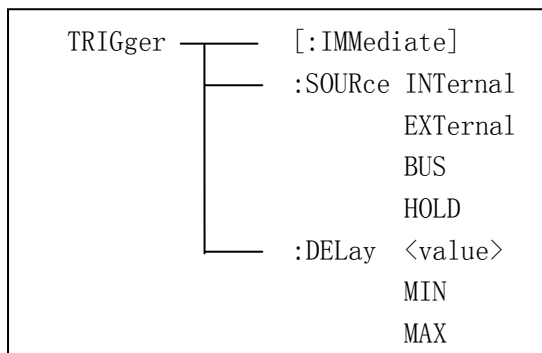 TRIGger [:IMMediate]
:SOURce INTernal
EXTernal
BUS
HOLD
:DELay <value>
MIN
MAX